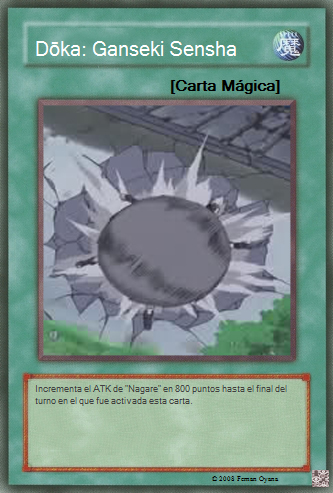 Dōka: Ganseki Sensha
魔
[Carta Mágica]
Incrementa el ATK de "Nagare" en 800 puntos hasta el final del
turno en el que fue activada esta carta.
© 2008 Fernan Oyana